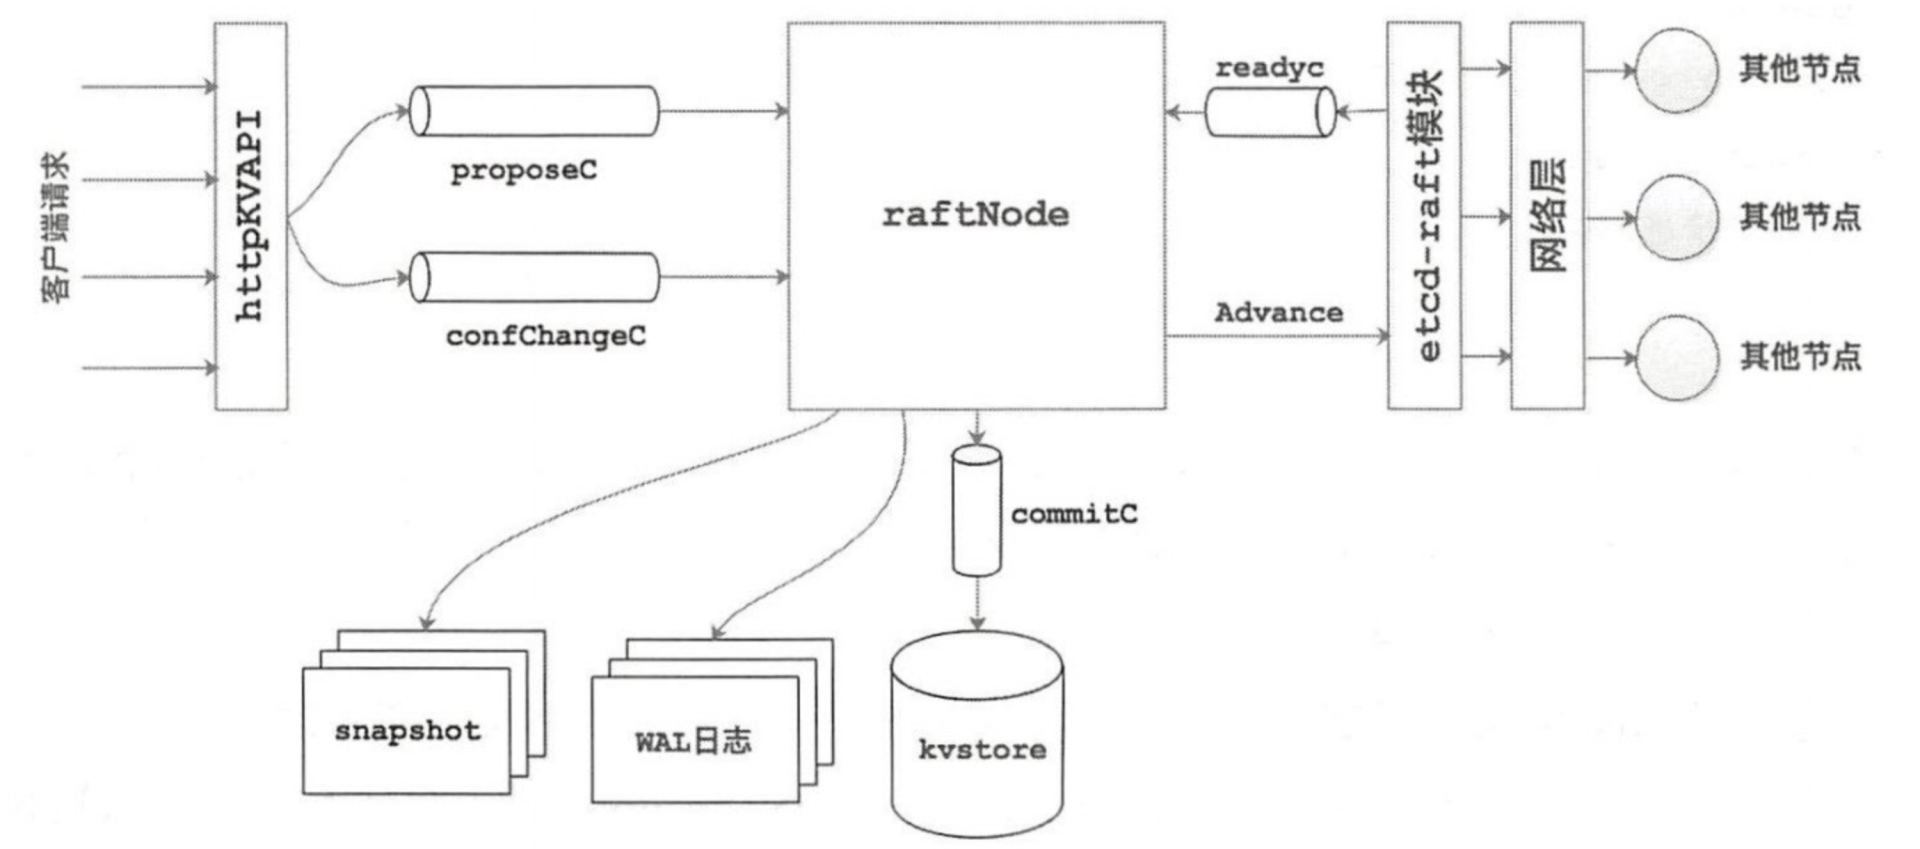 客户端请求
httpKVAPI
proposeC
confChangeC
raftNode
readyc
Advance
etcd-raft模块
网络层
其他节点
其他节点
其他节点
commitC
snapshot
WAL日志
kvstore